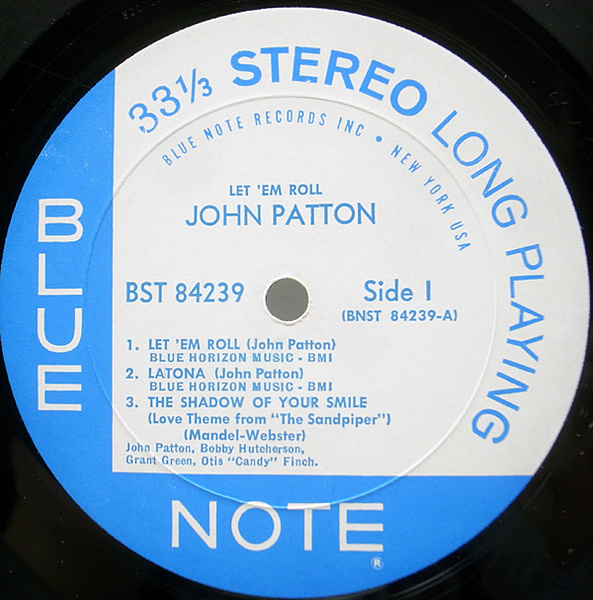 33⅓ STEREO LONG PLAYING
BLUE NOTE RECORDS INC • NEW YORK USA
LET 'EM ROLL
JOHN PATTON
BST 84239
Side 1
(BNST 84239-A)
1. LET 'EM ROLL (John Patton)
BLUE HORIZON MUSIC - BMI
2. LATONA (John Patton)
BLUE HORIZON MUSIC - BMI
3. THE SHADOW OF YOUR SMILE
(Love Theme from "The Sandpiper")
(Mandel-Webster)
John Patton, Bobby Hutcherson,
Grant Green, Otis "Candy" Finch.
BLUE
NOTE®